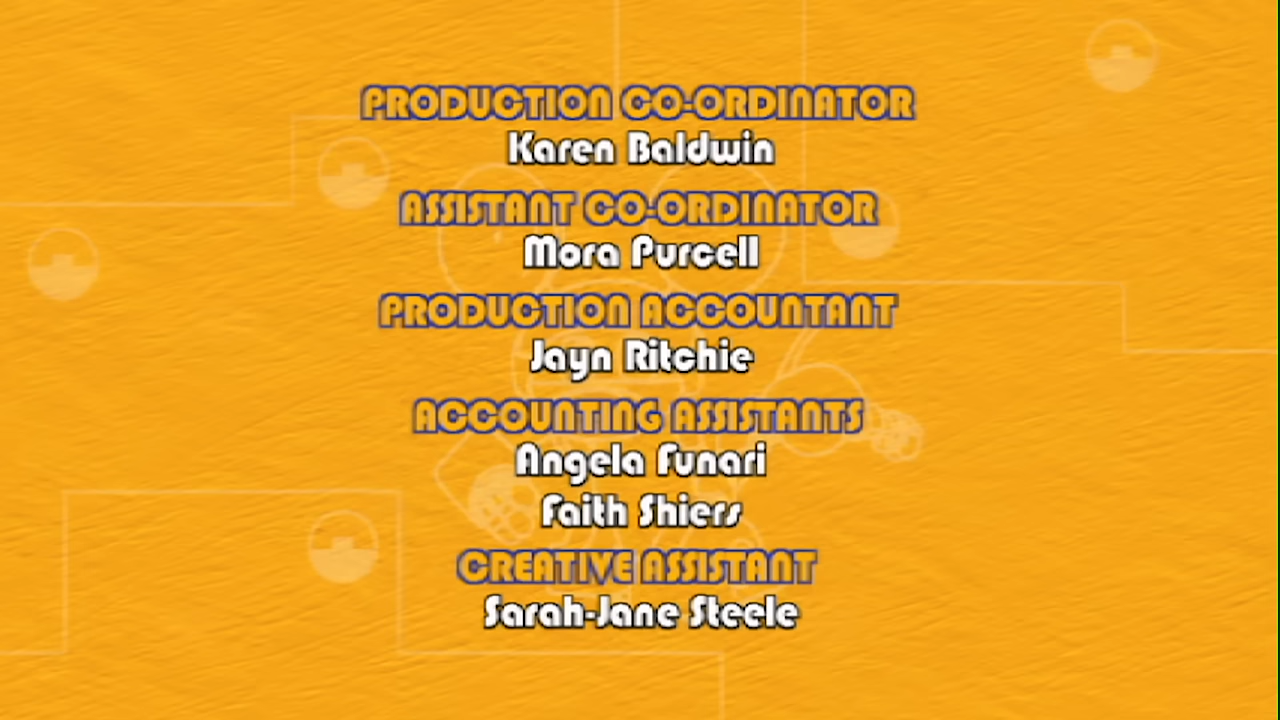 PRODUCTION CO-ORDINATOR
Karen Baldwin
ASSISTANT CO-ORDINATOR
Mora Purcell
PRODUCTION ACCOUNTANT
Jayn Ritchie
ACCOUNTING ASSISTANTS
Angela Funari
Faith Shiers
CREATIVE ASSISTANT
Sarah-Jane Steele